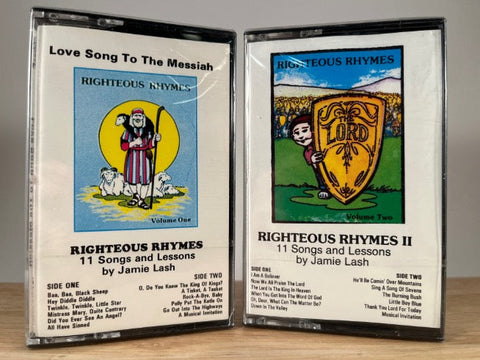 Love Song To The Messiah
RIGHTEOUS RHYMES
Volume One
RIGHTEOUS RHYMES
11 Songs and Lessons
by Jamie Lash
SIDE ONE
Baa, Baa, Black Sheep
Hey Diddle Diddle
Twinkle, Twinkle, Little Star
Mistress Mary, Quite Contrary
Did You Ever See An Angel?
All Have Sinned
SIDE TWO
O, Do You Know The King Of Kings?
A Tisket, A Tasket
Rock-A-Bye, Baby
Polly Put The Kettle On
Go Out Into The Highways
A Musical Invitation
RIGHTEOUS RHYMES
THE
LORD
Volume Two
RIGHTEOUS RHYMES II
11 Songs and Lessons
by Jamie Lash
SIDE ONE
I Am A Believer
Now We All Praise The Lord
The Lord Is The King In Heaven
When You Get Into The Word Of God
Oh, Dear, What Can The Matter Be?
Down In The Valley
SIDE TWO
He'll Be Comin' Over Mountains
Sing A Song Of Sevens
The Burning Bush
Little Boy Blue
Thank You Lord For Today
Musical Invitation